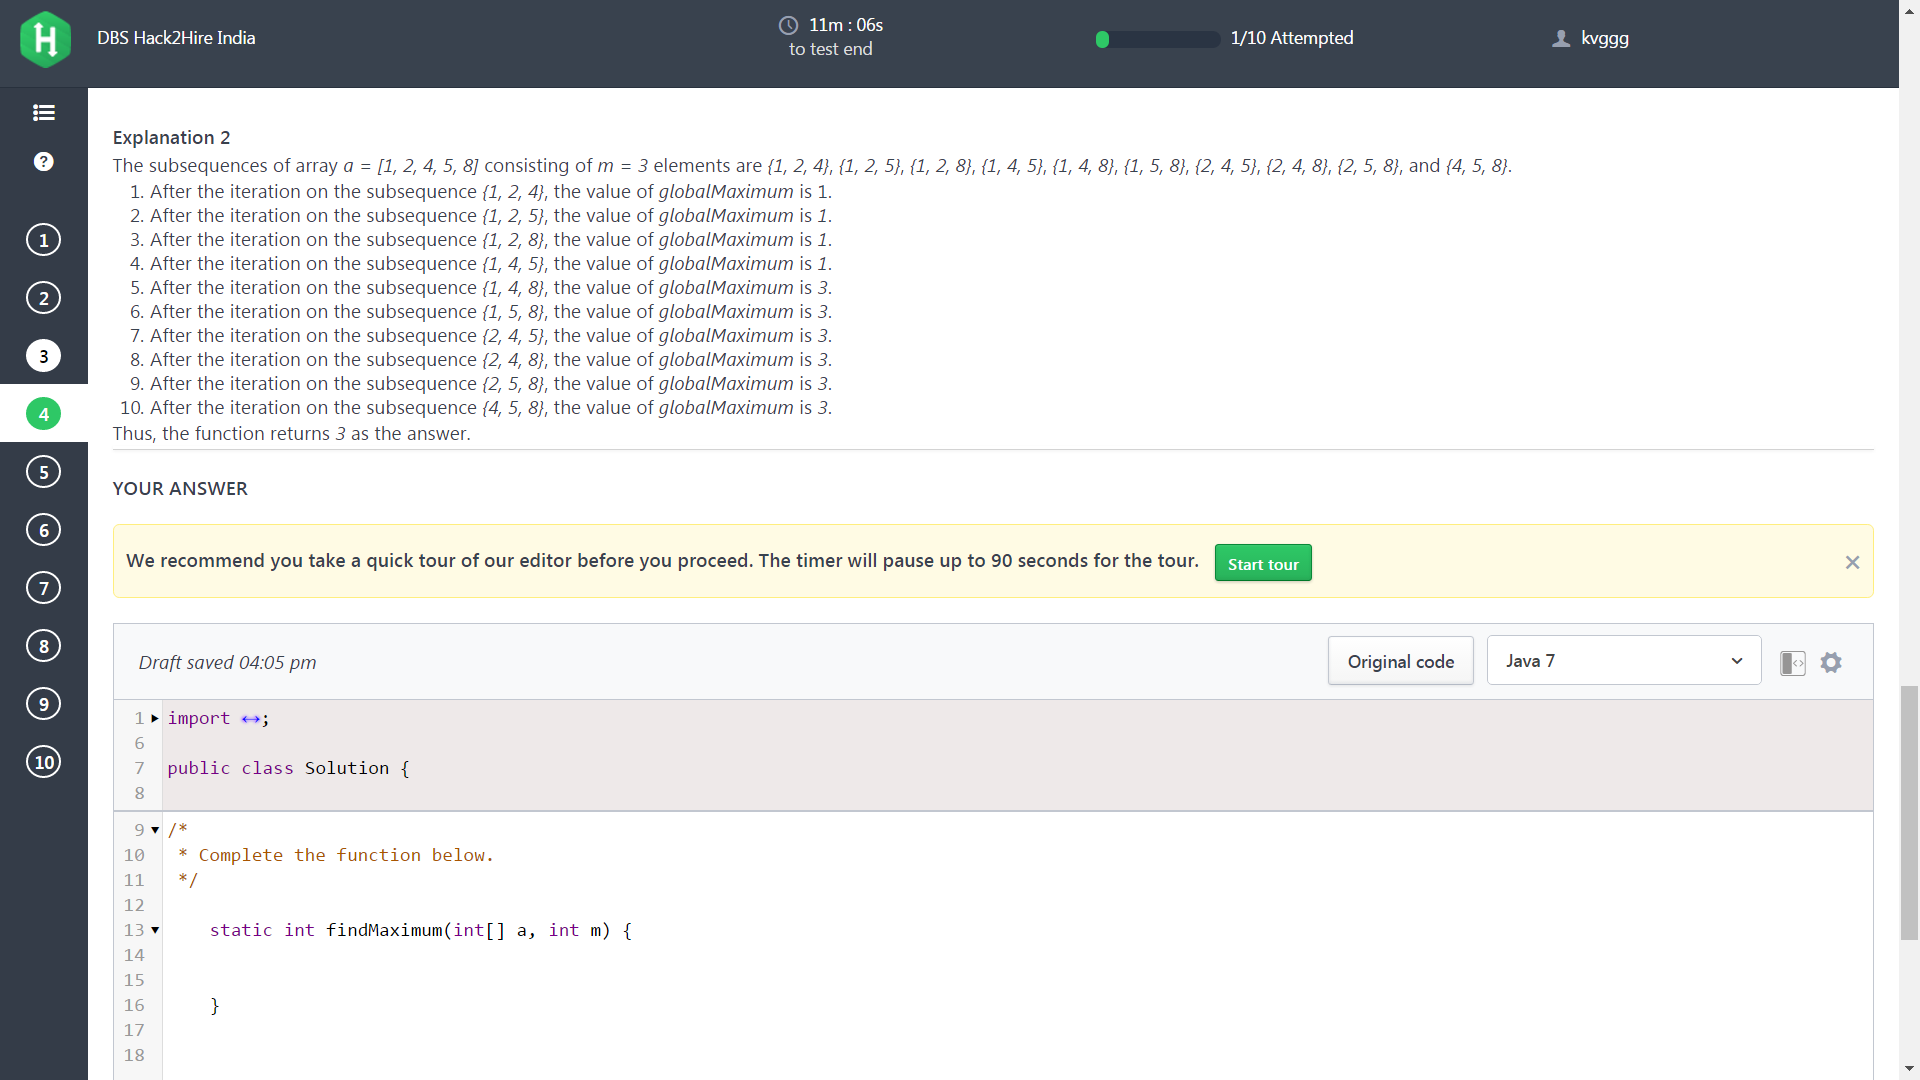 DBS Hack2Hire India
11m : 06s
to test end
1/10 Attempted
kvggg
?
1
2
3
4
5
6
7
8
9
10
Explanation 2
The subsequences of array a = [1, 2, 4, 5, 8] consisting of m = 3 elements are {1, 2, 4}, {1, 2, 5}, {1, 2, 8}, {1, 4, 5}, {1, 4, 8}, {1, 5, 8}, {2, 4, 5}, {2, 4, 8}, {2, 5, 8}, and {4, 5, 8}.
1. After the iteration on the subsequence {1, 2, 4}, the value of globalMaximum is 1.
2. After the iteration on the subsequence {1, 2, 5}, the value of globalMaximum is 1.
3. After the iteration on the subsequence {1, 2, 8}, the value of globalMaximum is 1.
4. After the iteration on the subsequence {1, 4, 5}, the value of globalMaximum is 1.
5. After the iteration on the subsequence {1, 4, 8}, the value of globalMaximum is 3.
6. After the iteration on the subsequence {1, 5, 8}, the value of globalMaximum is 3.
7. After the iteration on the subsequence {2, 4, 5}, the value of globalMaximum is 3.
8. After the iteration on the subsequence {2, 4, 8}, the value of globalMaximum is 3.
9. After the iteration on the subsequence {2, 5, 8}, the value of globalMaximum is 3.
10. After the iteration on the subsequence {4, 5, 8}, the value of globalMaximum is 3.
Thus, the function returns 3 as the answer.
YOUR ANSWER
We recommend you take a quick tour of our editor before you proceed. The timer will pause up to 90 seconds for the tour. Start tour
Draft saved 04:05 pm
Original code
Java 7
1 import ↔;
6
7 public class Solution {
8
9 /*
10 * Complete the function below.
11 */
12
13 static int findMaximum(int[] a, int m) {
14
15
16 }
17
18